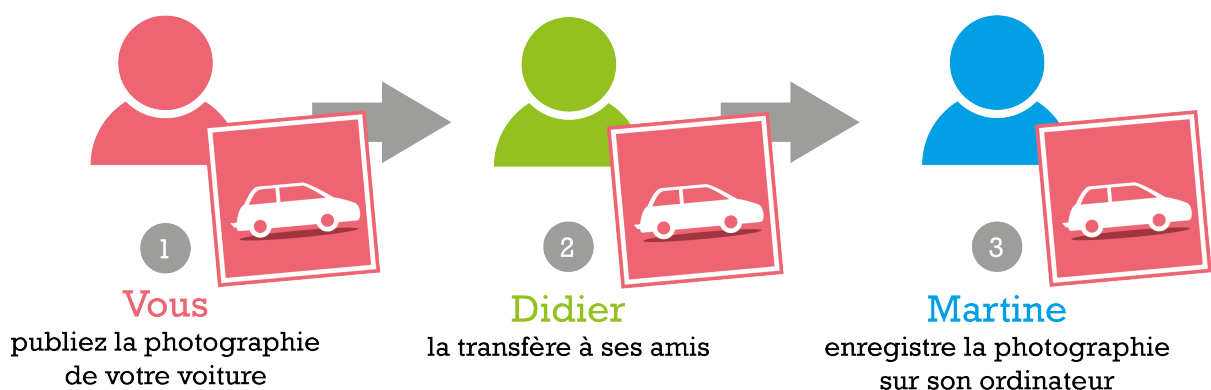 1
Vous
publiez la photographie
de votre voiture
2
Didier
la transfère à ses amis
3
Martine
enregistre la photographie
sur son ordinateur